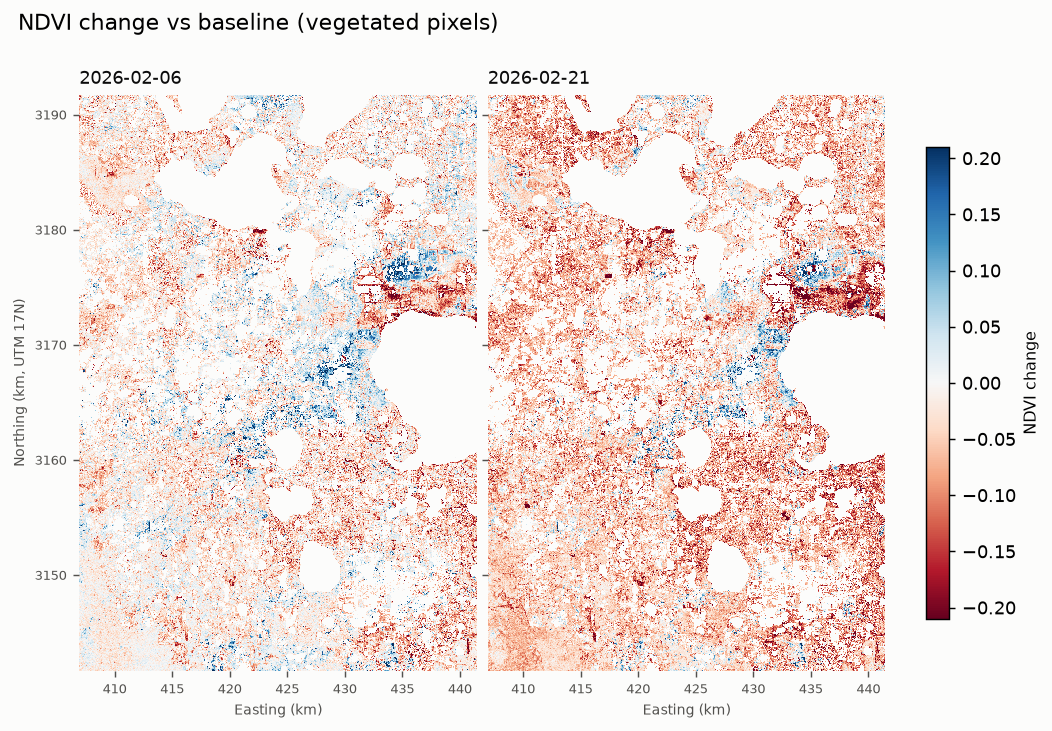 NDVI change vs baseline (vegetated pixels)
2026-02-06
2026-02-21
3190
3180
3170
3160
3150
Northing (km, UTM 17N)
410 415 420 425 430 435 440
Easting (km)
410 415 420 425 430 435 440
Easting (km)
0.20
0.15
0.10
0.05
0.00
−0.05
−0.10
−0.15
−0.20
NDVI change